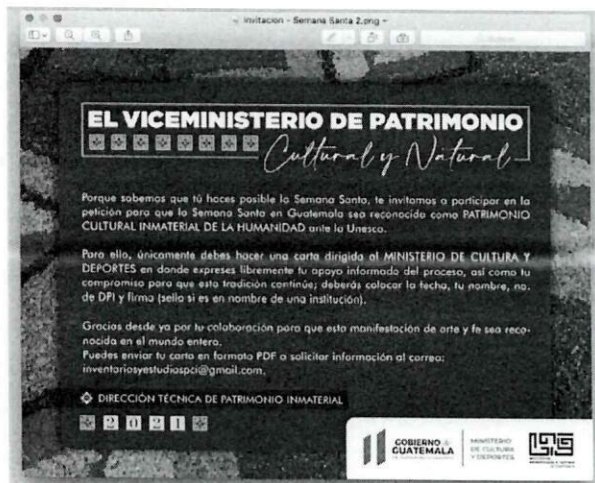 Invitacion - Semana Santa 2.png
EL VICEMINISTERIO DE PATRIMONIO
Cultural y Natural
Porque sabemos que tú haces posible la Semana Santa, te invitamos a participar en la
petición para que la Semana Santa en Guatemala sea reconocida como PATRIMONIO
CULTURAL INMATERIAL DE LA HUMANIDAD ante la Unesco.
Para ello, únicamente debes hacer una carta dirigida al MINISTERIO DE CULTURA Y
DEPORTES en donde expreses libremente tu apoyo informado del proceso, así como tu
compromiso para que esta tradición continúe; deberás colocar la fecha, tu nombre, no.
de DPI y firma (sello si es en nombre de una institución).
Gracias desde ya por tu colaboración para que esta manifestación de arte y fe sea reco-
nocida en el mundo entero.
Puedes enviar tu carta en formato PDF o solicitar información al correo:
inventariosyestudiospci@gmail.com.
DIRECCIÓN TÉCNICA DE PATRIMONIO INMATERIAL
2021
GOBIERNO de
GUATEMALA
MINISTERIO
DE CULTURA
Y DEPORTES